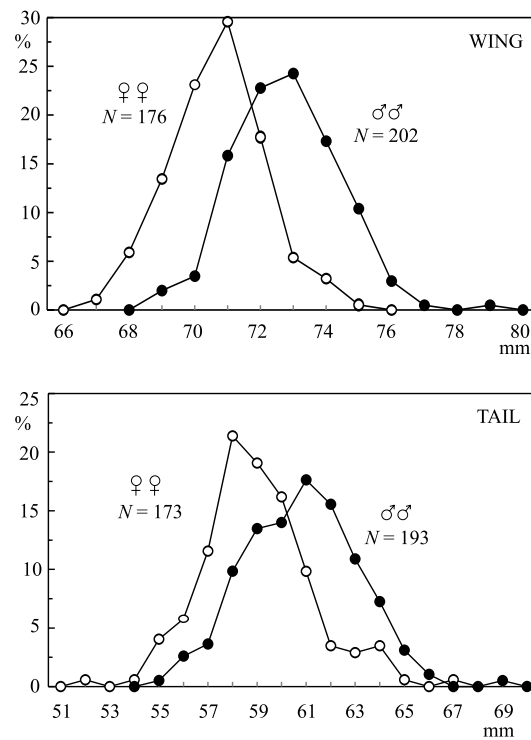 30
%
WING
25
♀♀
N = 176
♂♂
N = 202
20
15
10
5
0
66 68 70 72 74 76 78 80
mm
25
%
TAIL
20
♀♀
N = 173
♂♂
N = 193
15
10
5
0
51 53 55 57 59 61 63 65 67 69
mm